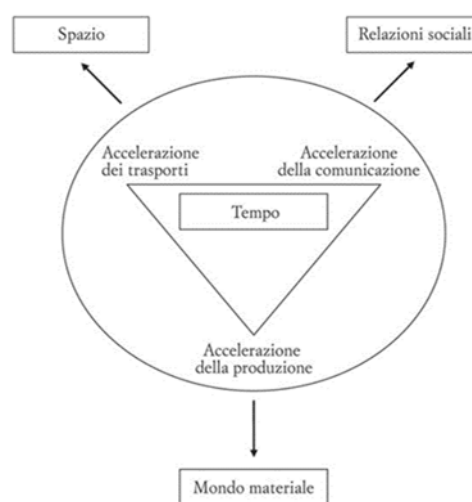 Spazio
Relazioni sociali
Accelerazione
dei trasporti
Accelerazione
della comunicazione
Tempo
Accelerazione
della produzione
Mondo materiale